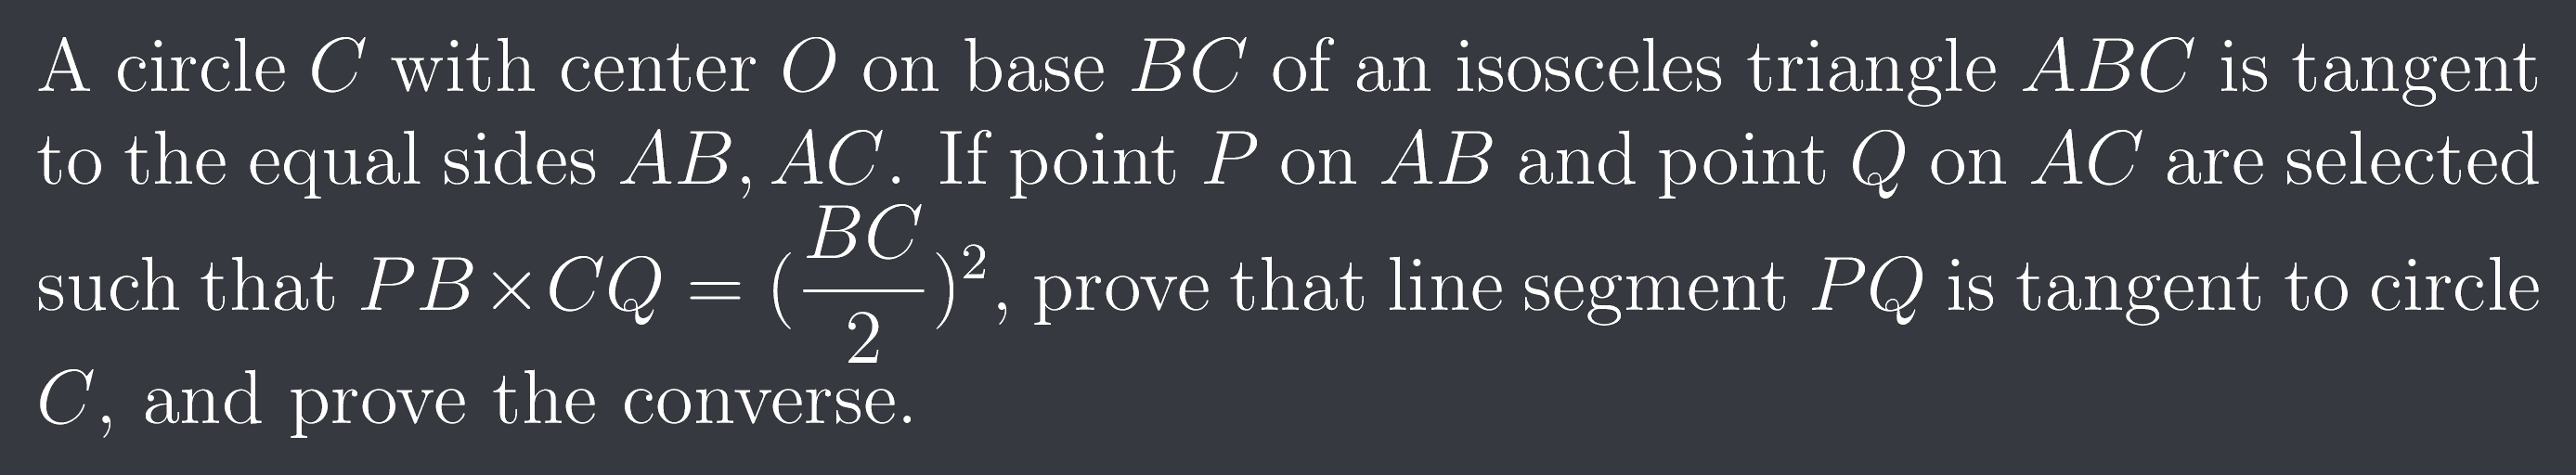 A circle C with center O on base BC of an isosceles triangle ABC is tangent
to the equal sides AB, AC. If point P on AB and point Q on AC are selected
such that PB × CQ = (BC/2)², prove that line segment PQ is tangent to circle
C, and prove the converse.